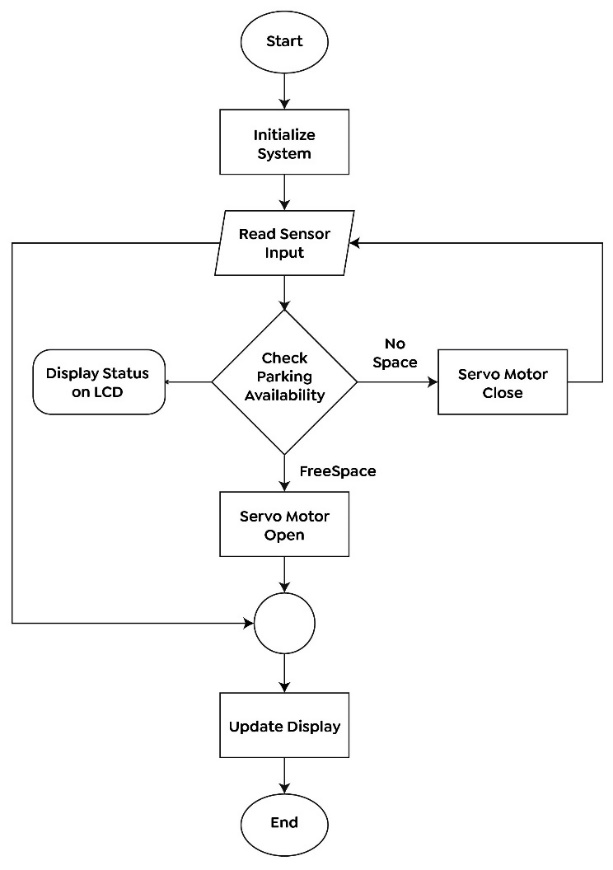 Start
Initialize
System
Read Sensor
Input
Check
Parking
Availability
No
Space
Display Status
on LCD
Servo Motor
Close
FreeSpace
Servo Motor
Open
Update Display
End